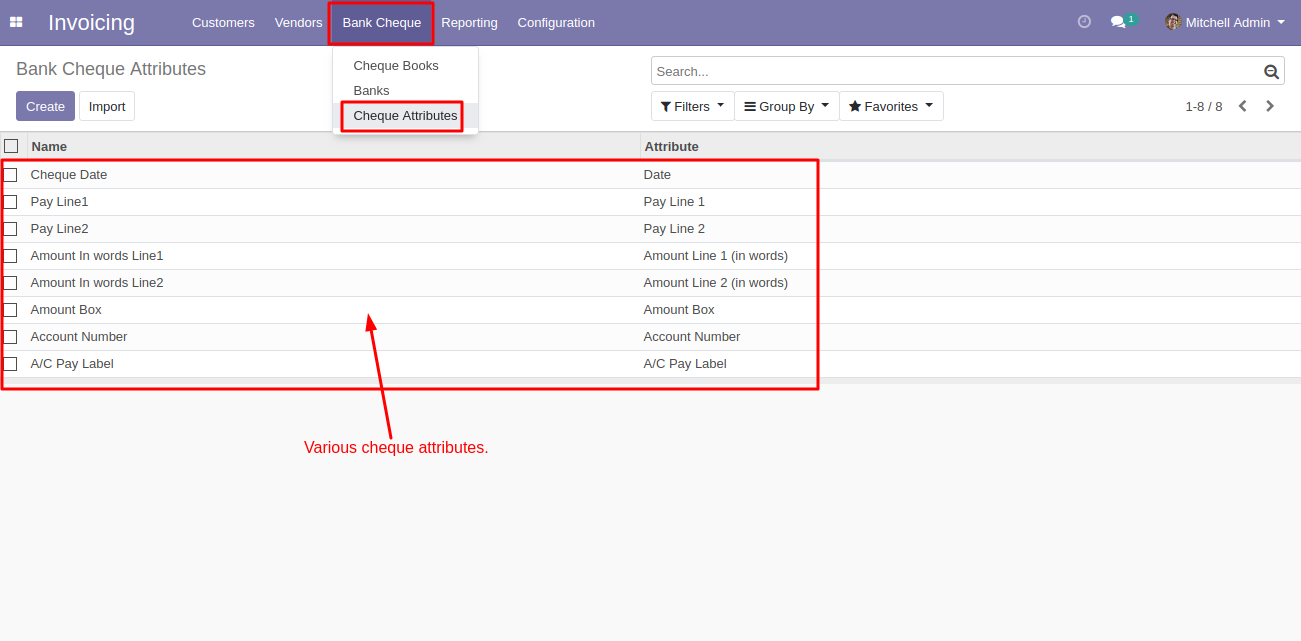 Invoicing Customers Vendors Bank Cheque Reporting Configuration 1 Mitchell Admin
Bank Cheque Attributes
Cheque Books
Banks
Cheque Attributes
Search...
Create Import
Filters Group By Favorites 1-8 / 8
Name Attribute
Cheque Date Date
Pay Line1 Pay Line 1
Pay Line2 Pay Line 2
Amount In words Line1 Amount Line 1 (in words)
Amount In words Line2 Amount Line 2 (in words)
Amount Box Amount Box
Account Number Account Number
A/C Pay Label A/C Pay Label
Various cheque attributes.